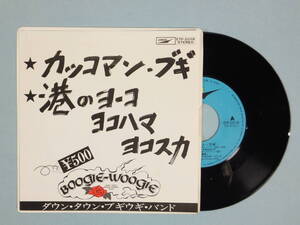 STEREO
★カッコマン・ブギ
★港のヨーコ
ヨコハマ
ヨコスカ
¥500
BOOGIE-WOOGIE
ダウン・タウン・ブギウギ・バンド
A